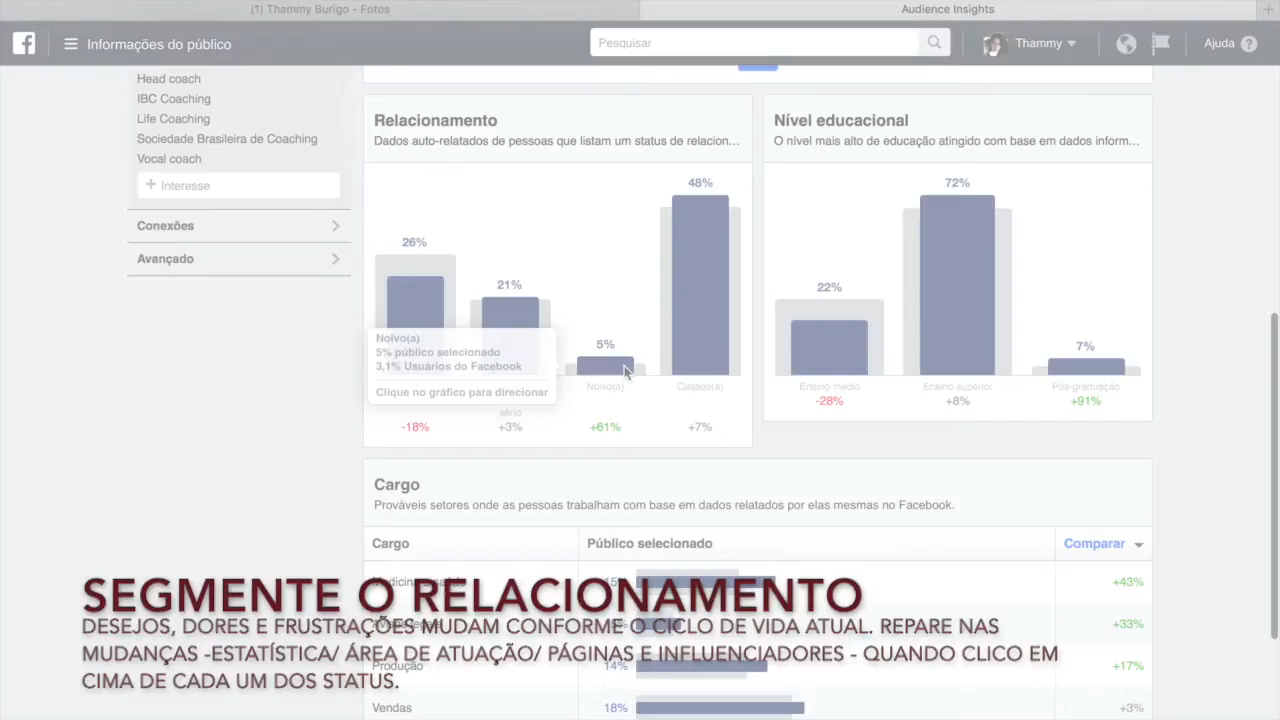 (1) Thammy Burigo - Fotos
Audience Insights
Informações do público
Pesquisar
Thammy
Ajuda
Head coach
IBC Coaching
Life Coaching
Sociedade Brasileira de Coaching
Vocal coach
+ Interesse
Conexões
Avançado
Relacionamento
Dados auto-relatados de pessoas que listam um status de relacion...
26%
21%
5%
48%
Noivo(a)
5% público selecionado
3,1% Usuários do Facebook
Clique no gráfico para direcionar
sério
Noivo(a)
Casado(a)
-18%
+3%
+61%
+7%
Nível educacional
O nível mais alto de educação atingido com base em dados inform...
22%
72%
7%
Ensino médio
Ensino superior
Pós-graduação
-28%
+8%
+91%
Cargo
Prováveis setores onde as pessoas trabalham com base em dados relatados por elas mesmas no Facebook.
Cargo
Público selecionado
Comparar
+43%
+33%
Produção
14%
+17%
Vendas
18%
+3%
SEGMENTE O RELACIONAMENTO
DESEJOS, DORES E FRUSTRAÇÕES MUDAM CONFORME O CICLO DE VIDA ATUAL. REPARE NAS
MUDANÇAS -ESTATÍSTICA/ ÁREA DE ATUAÇÃO/ PÁGINAS E INFLUENCIADORES - QUANDO CLICO EM
CIMA DE CADA UM DOS STATUS.